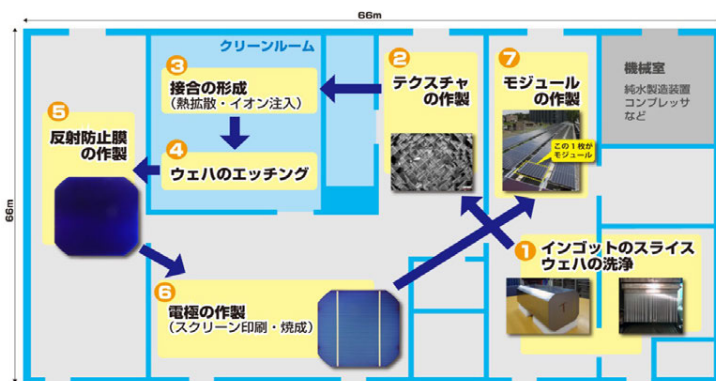 66m
66m
クリーンルーム
3
接合の形成
(熱拡散・イオン注入)
4
ウェハのエッチング
5
反射防止膜
の作製
2
テクスチャ
の作製
7
モジュール
の作製
この1枚が
モジュール
機械室
純水製造装置
コンプレッサ
など
1
インゴットのスライス
ウェハの洗浄
6
電極の作製
(スクリーン印刷・焼成)